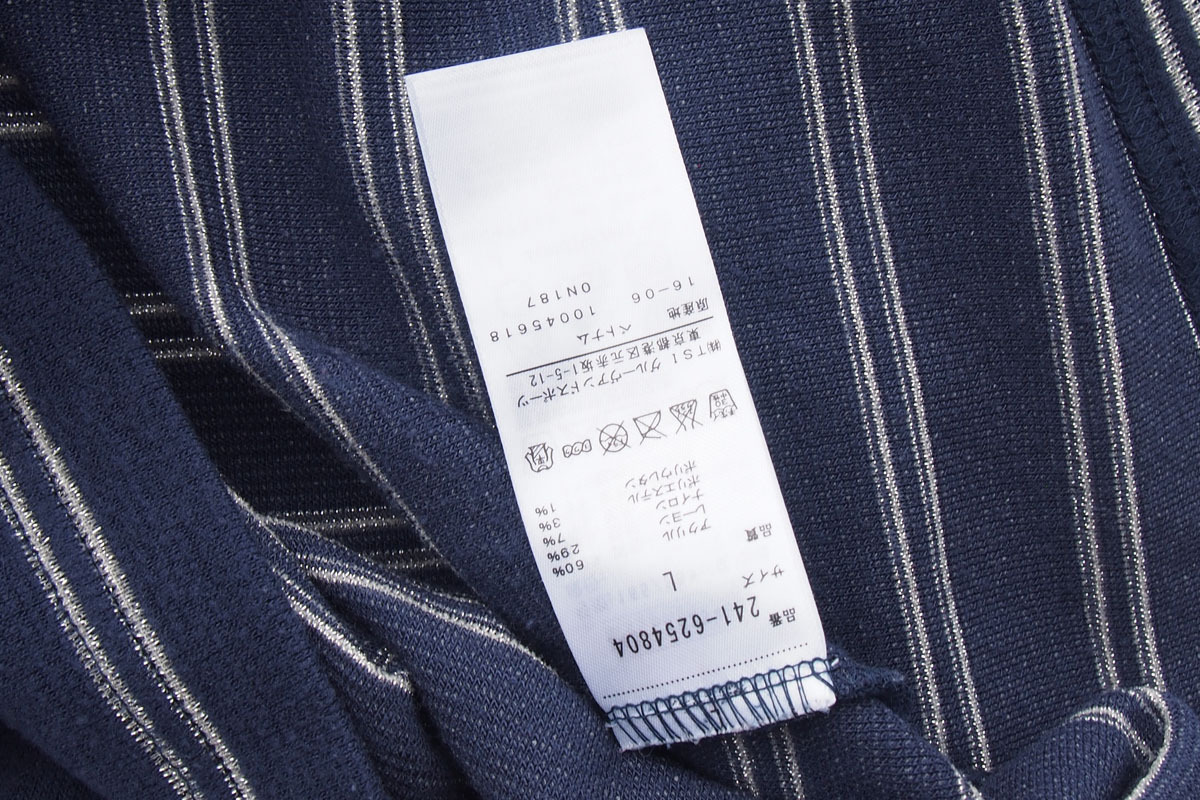 品番 241-6254804
サイズ L
品質 アクリル 60%
レーヨン 29%
ナイロン 7%
ポリエステル 3%
ポリウレタン 1%
㈱TSI
グルーヴアンドスポーツ
東京都港区元赤坂1-5-12
原産地 ベトナム
16-06 10045618
0N187